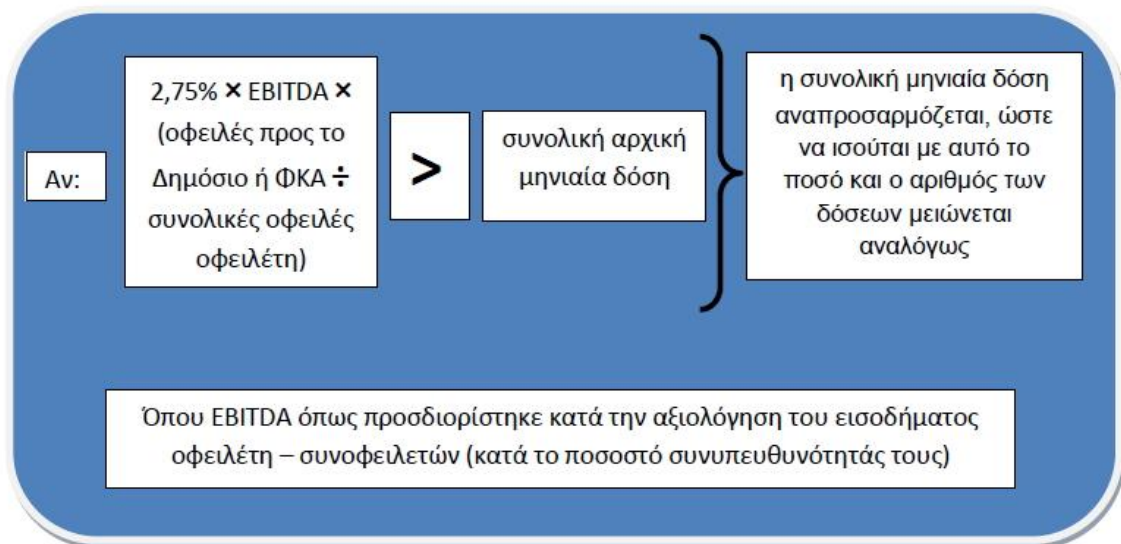 Αν:
2,75% × EBITDA ×
(οφειλές προς το
Δημόσιο ή ΦΚΑ ÷
συνολικές οφειλές
οφειλέτη)
>
συνολική αρχική
μηνιαία δόση
η συνολική μηνιαία δόση
αναπροσαρμόζεται, ώστε
να ισούται με αυτό το
ποσό και ο αριθμός των
δόσεων μειώνεται
αναλόγως
Όπου EBITDA όπως προσδιορίστηκε κατά την αξιολόγηση του εισοδήματος
οφειλέτη – συνοφειλετών (κατά το ποσοστό συνυπευθυνότητάς τους)